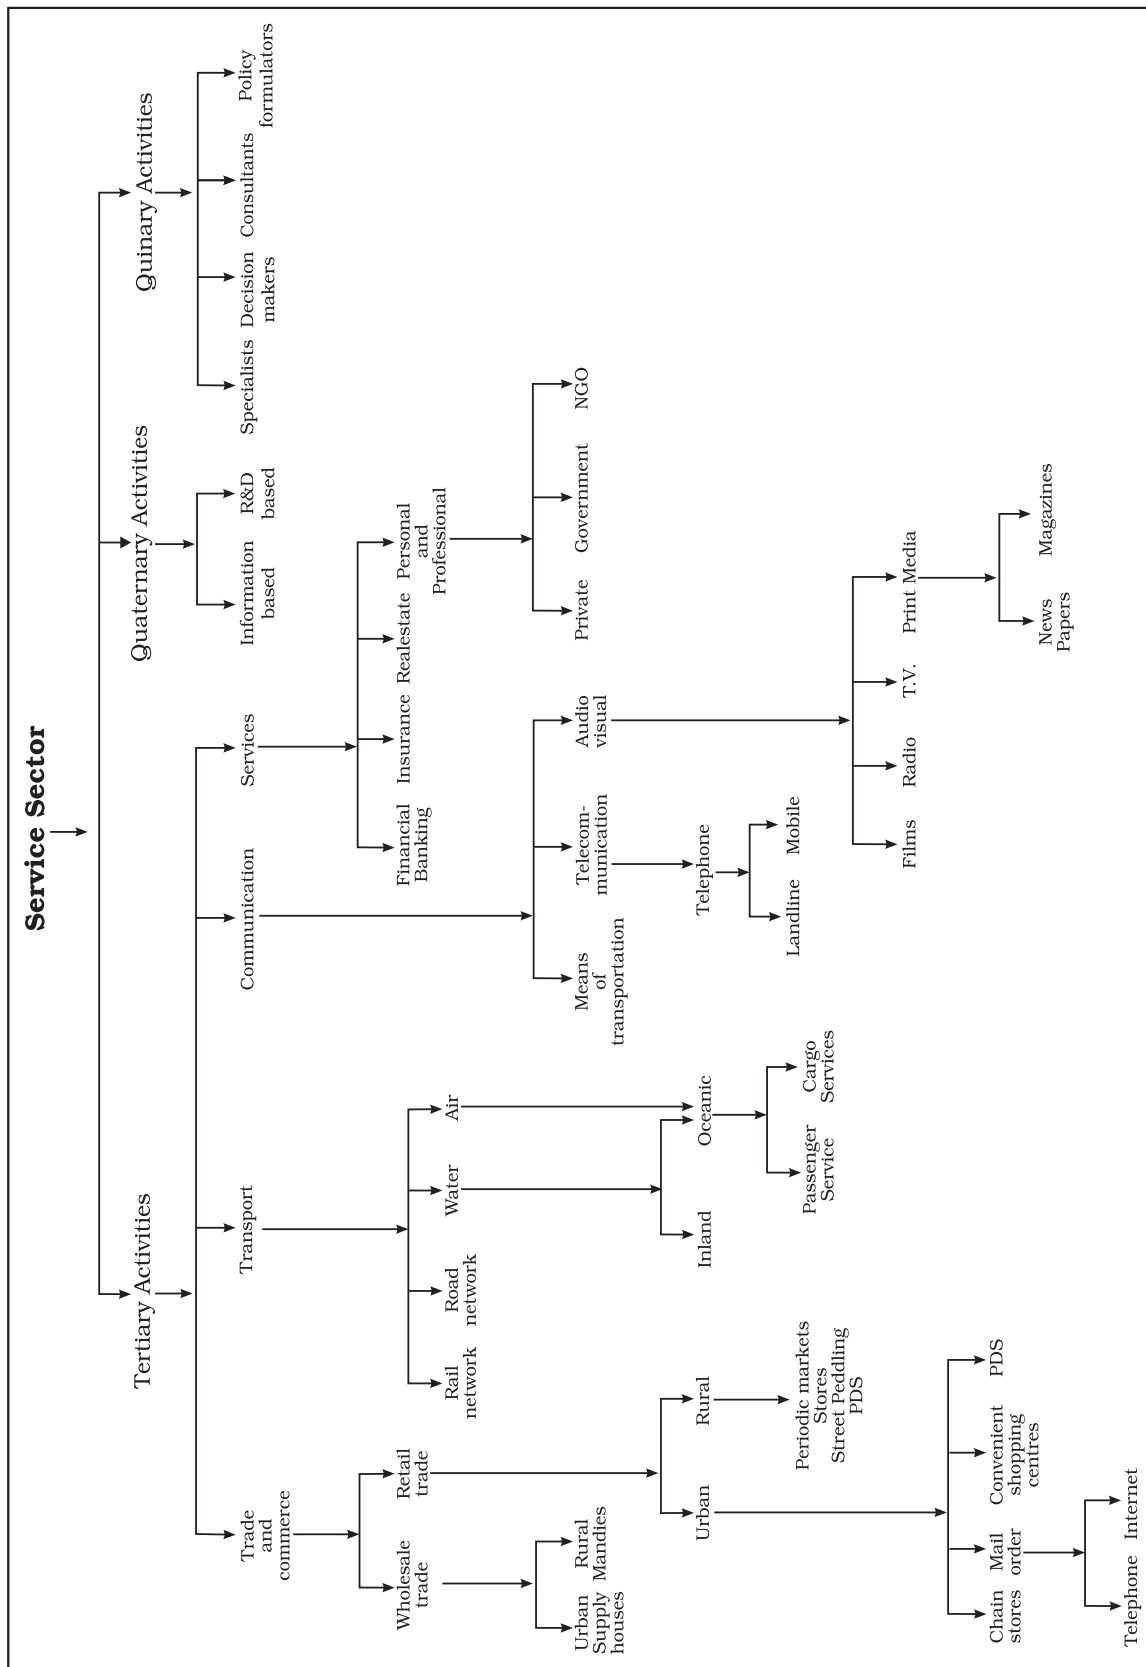 Service Sector
Tertiary Activities
Quaternary Activities
Quinary Activities
Trade
and
commerce
Transport
Communication
Services
Information
based
R&D
based
Specialists
Decision
makers
Consultants
Policy
formulators
Wholesale
trade
Retail
trade
Rail
network
Road
network
Water
Air
Financial
Banking
Insurance
Realestate
Personal
and
Professional
Urban
Supply
houses
Rural
Mandies
Means
of
transportation
Telecom-
munication
Audio
visual
Private
Government
NGO
Urban
Rural
Inland
Oceanic
Telephone
Periodic markets
Stores
Street Peddling
PDS
Passenger
Service
Cargo
Services
Landline
Mobile
Films
Radio
T.V.
Print Media
Chain
stores
Mail
order
Convenient
shopping
centres
PDS
News
Papers
Magazines
Telephone
Internet